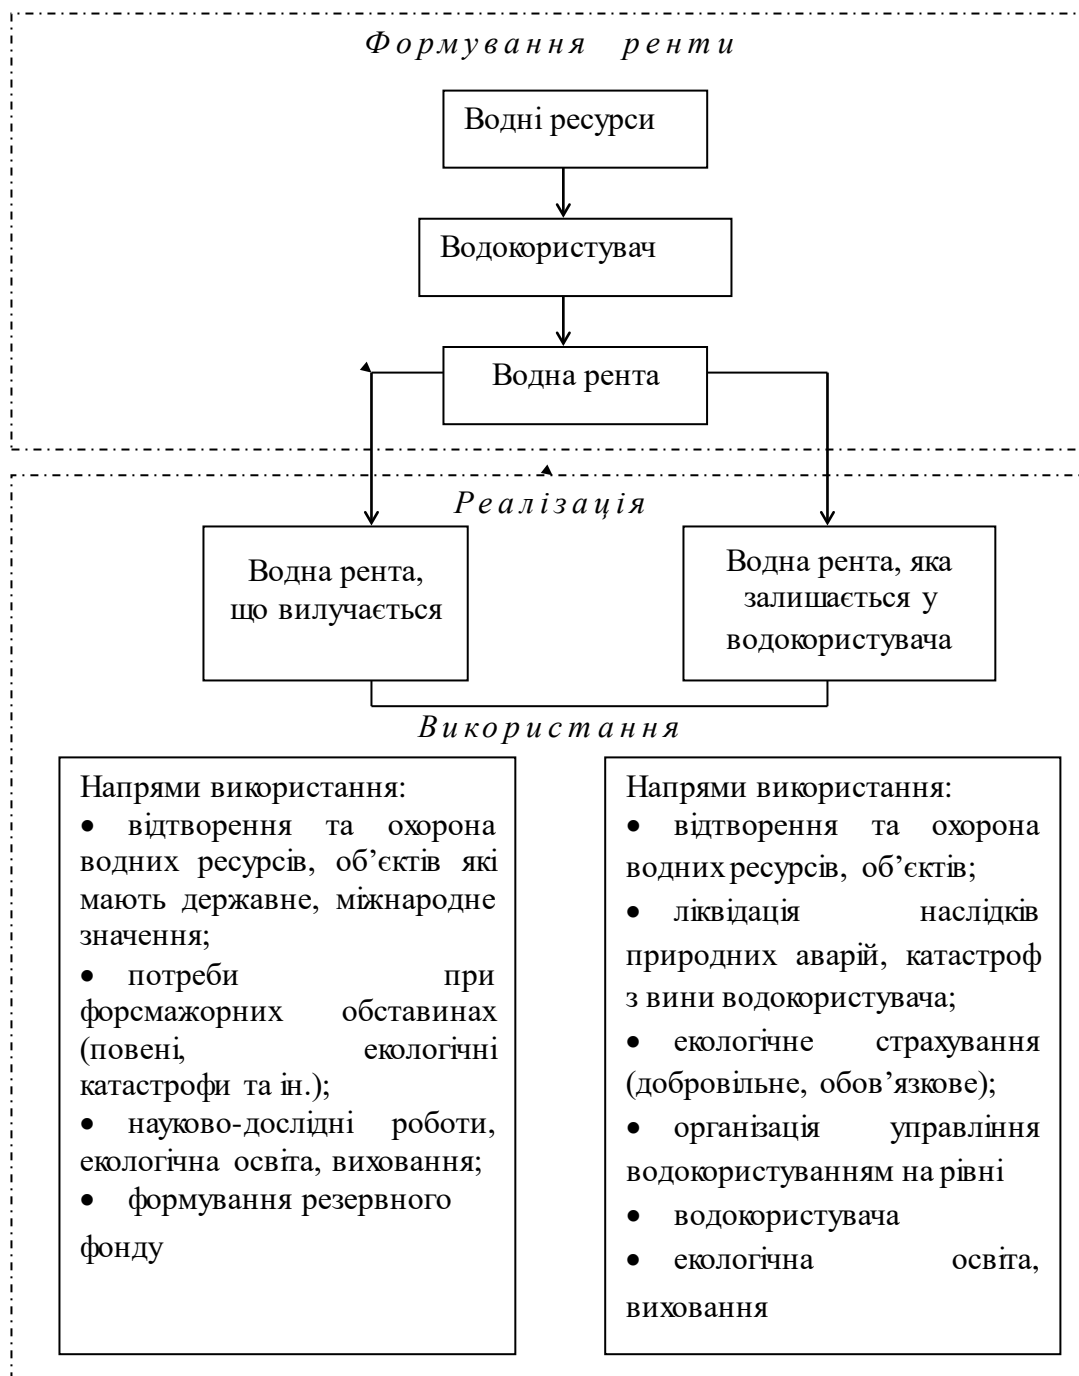 Формування ренти
Водні ресурси
Водокористувач
Водна рента
Реалізація
Водна рента,
що вилучається
Водна рента, яка
залишається у
водокористувача
Використання
Напрями використання:
• відтворення та охорона
водних ресурсів, об’єктів які
мають державне, міжнародне
значення;
• потреби при
форсмажорних обставинах
(повені, екологічні
катастрофи та ін.);
• науково-дослідні роботи,
екологічна освіта, виховання;
• формування резервного
фонду
Напрями використання:
• відтворення та охорона
водних ресурсів, об’єктів;
• ліквідація наслідків
природних аварій, катастроф
з вини водокористувача;
• екологічне страхування
(добровільне, обов’язкове);
• організація управління
водокористуванням на рівні
• водокористувача
• екологічна освіта,
виховання